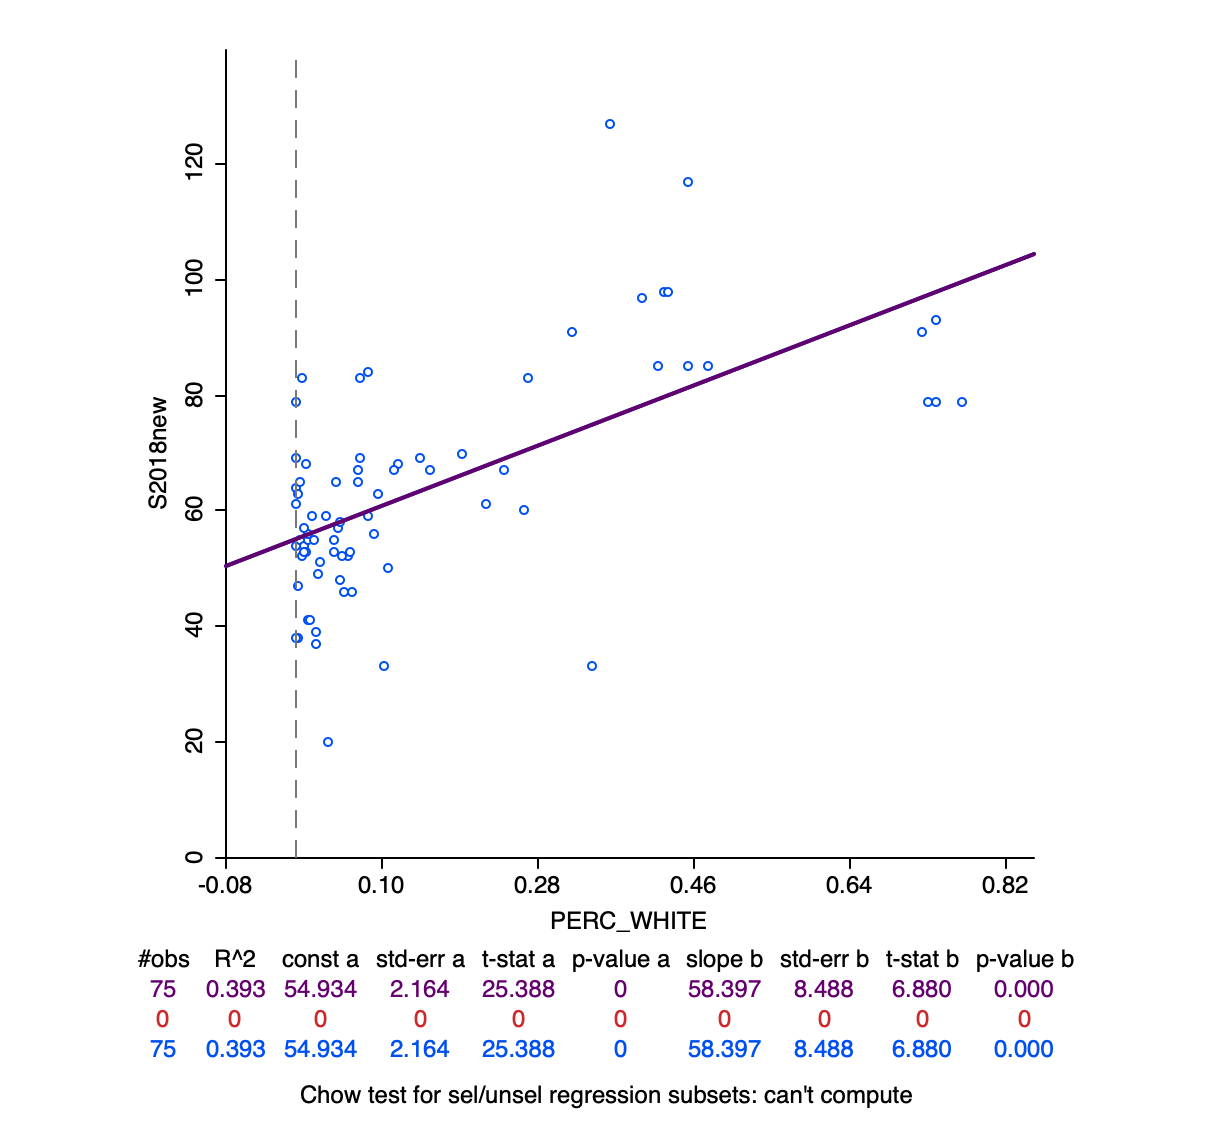 120
100
80
60
40
20
0
S2018new
-0.08 0.10 0.28 0.46 0.64 0.82
PERC_WHITE
#obs R^2 const a std-err a t-stat a p-value a slope b std-err b t-stat b p-value b
75 0.393 54.934 2.164 25.388 0 58.397 8.488 6.880 0.000
0 0 0 0 0 0 0 0 0 0
75 0.393 54.934 2.164 25.388 0 58.397 8.488 6.880 0.000
Chow test for sel/unsel regression subsets: can't compute